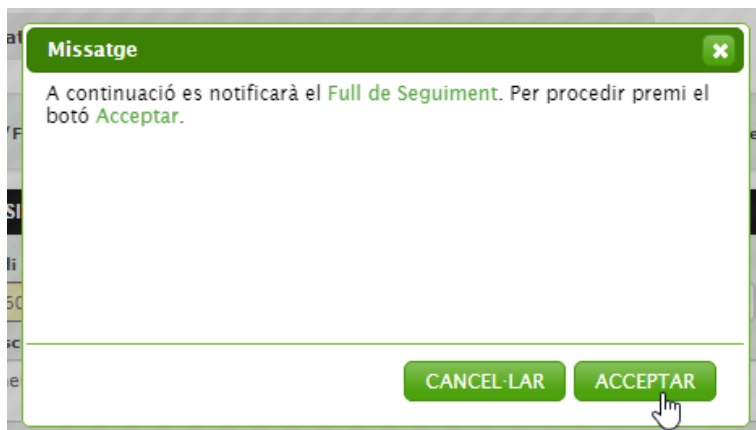 Missatge
A continuació es notificarà el Full de Seguiment. Per procedir premi el
botó Acceptar.
CANCEL·LAR ACCEPTAR